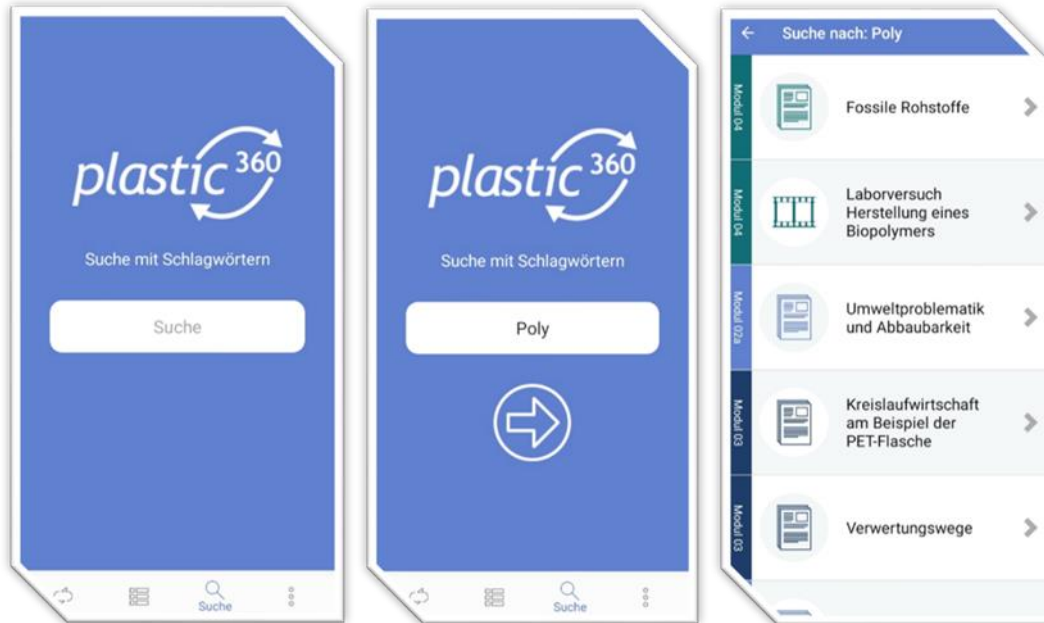 plastic 360
Suche mit Schlagwörtern
Suche
Suche
plastic 360
Suche mit Schlagwörtern
Poly
Suche
Suche nach: Poly
Modul 04
Fossile Rohstoffe
Modul 04
Laborversuch
Herstellung eines
Biopolymers
Modul 02a
Umweltproblematik
und Abbaubarkeit
Modul 03
Kreislaufwirtschaft
am Beispiel der
PET-Flasche
Modul 03
Verwertungswege